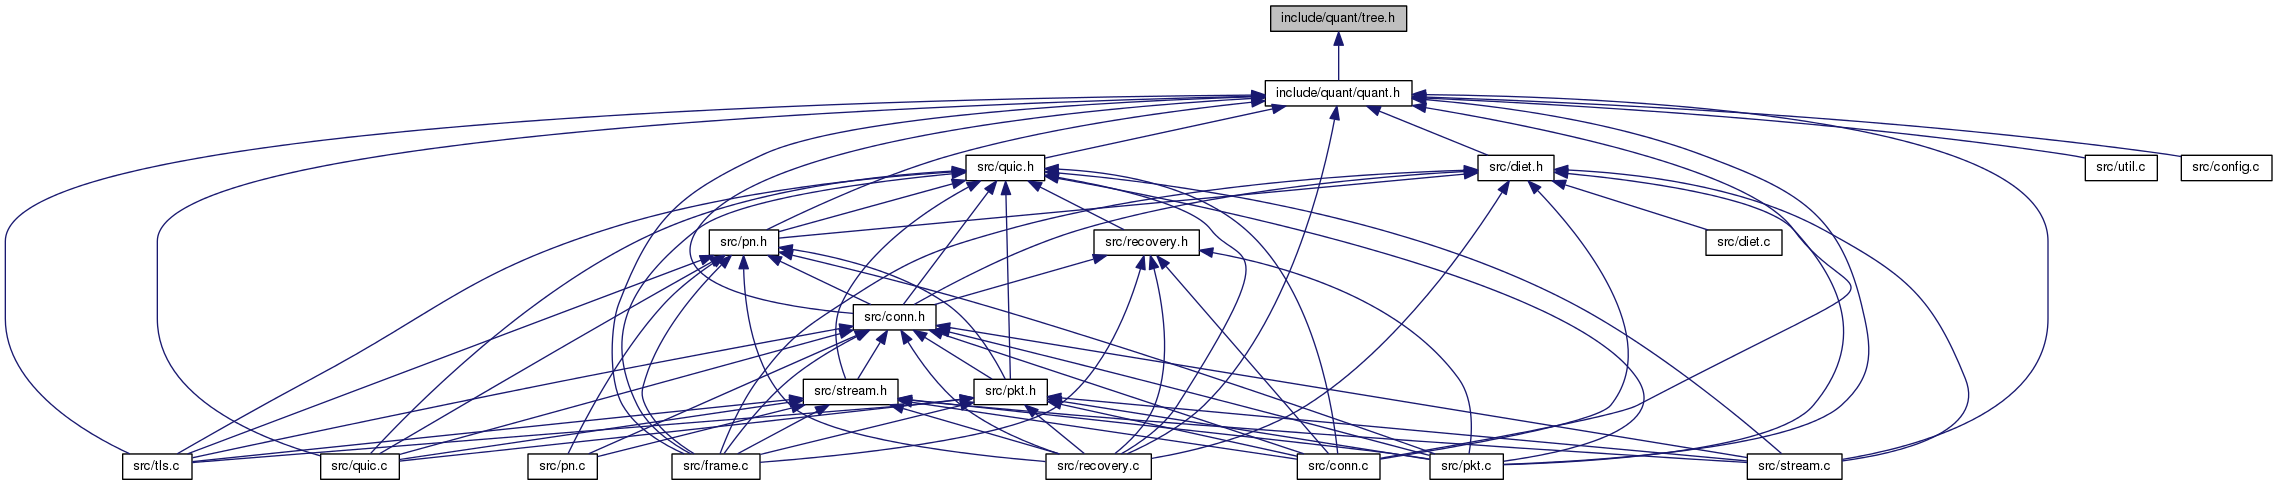 include/quant/tree.h
include/quant/quant.h
src/quic.h
src/diet.h
src/util.c
src/config.c
src/pn.h
src/recovery.h
src/diet.c
src/conn.h
src/stream.h
src/pkt.h
src/tls.c
src/quic.c
src/pn.c
src/frame.c
src/recovery.c
src/conn.c
src/pkt.c
src/stream.c